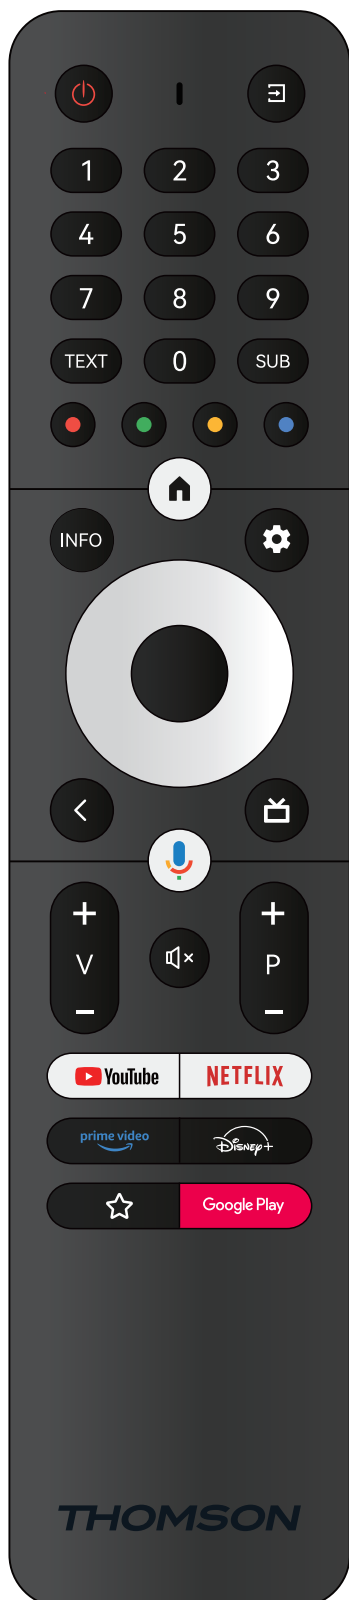 1 2 3
4 5 6
7 8 9
TEXT 0 SUB
INFO
+ +
V P
− −
YouTube NETFLIX
prime video Disney+
Google Play
THOMSON